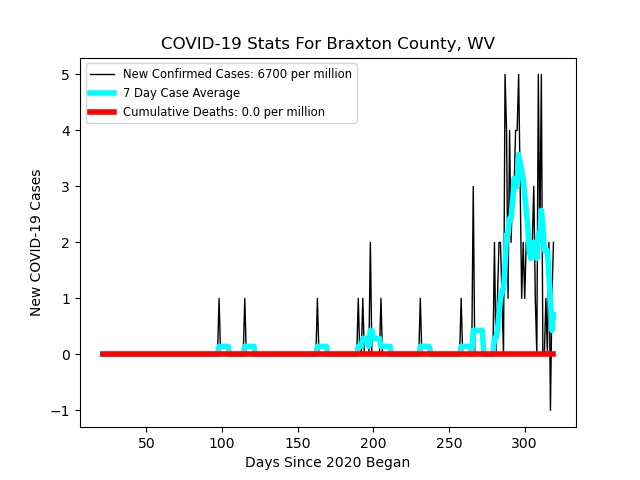 COVID-19 Stats For Braxton County, WV
New Confirmed Cases: 6700 per million
7 Day Case Average
Cumulative Deaths: 0.0 per million
New COVID-19 Cases
5
4
3
2
1
0
−1
50 100 150 200 250 300
Days Since 2020 Began